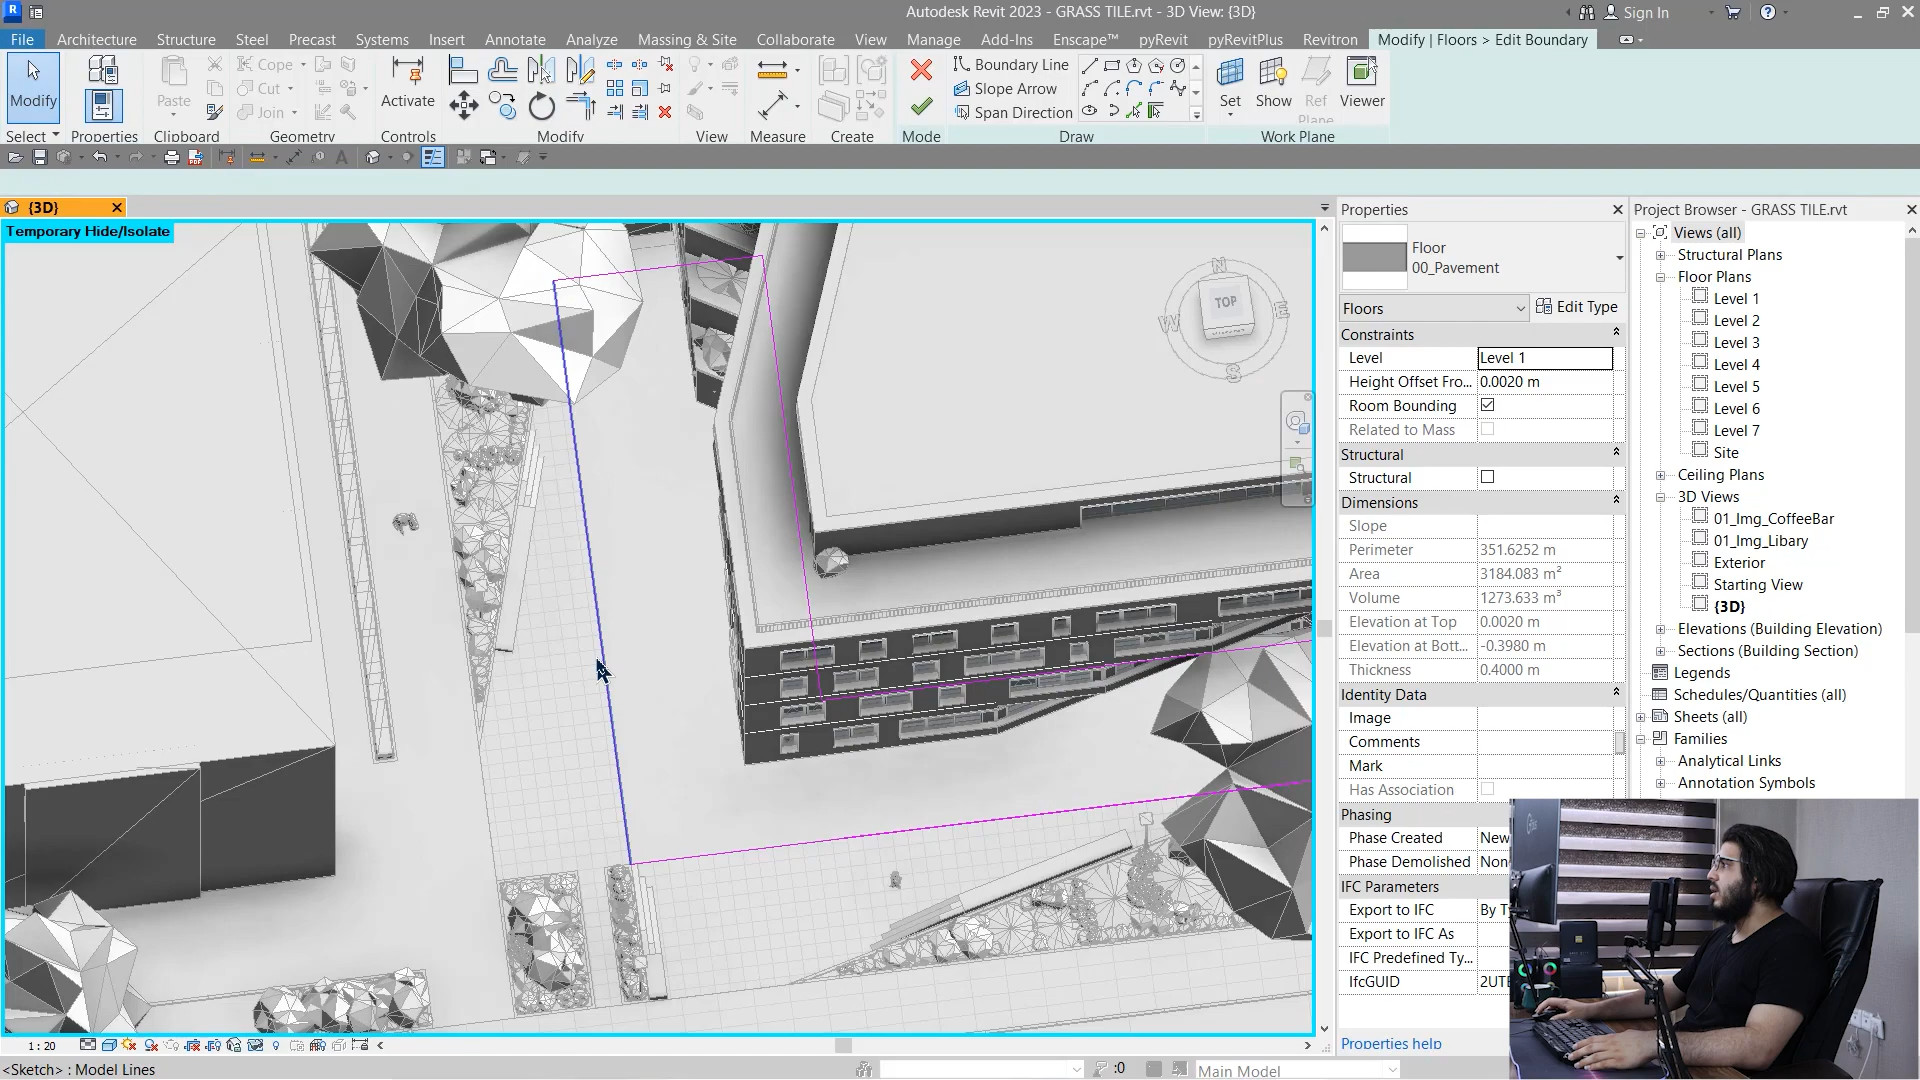 R
Autodesk Revit 2023 - GRASS TILE.rvt - 3D View: {3D}
Sign In
File Architecture Structure Steel Precast Systems Insert Annotate Analyze Massing & Site Collaborate View Manage Add-Ins Enscape™ pyRevit pyRevitPlus Revitron Modify | Floors > Edit Boundary
Modify
Paste
Cope
Cut
Join
Activate
Boundary Line
Slope Arrow
Span Direction
Set Show Ref Plane Viewer
Select Properties Clipboard Geometry Controls Modify View Measure Create Mode Draw Work Plane
{3D}
Temporary Hide/Isolate
N
W
E
S
TOP
Properties
Floor
00_Pavement
Floors
Edit Type
Constraints
Level Level 1
Height Offset Fro... 0.0020 m
Room Bounding
Related to Mass
Structural
Structural
Dimensions
Slope
Perimeter 351.6252 m
Area 3184.083 m²
Volume 1273.633 m³
Elevation at Top 0.0020 m
Elevation at Bott... -0.3980 m
Thickness 0.4000 m
Identity Data
Image
Comments
Mark
Has Association
Phasing
Phase Created New
Phase Demolished Non
IFC Parameters
Export to IFC By Ty
Export to IFC As
IFC Predefined Ty...
IfcGUID 2UTE
Properties help
Project Browser - GRASS TILE.rvt
Views (all)
Structural Plans
Floor Plans
Level 1
Level 2
Level 3
Level 4
Level 5
Level 6
Level 7
Site
Ceiling Plans
3D Views
01_Img_CoffeeBar
01_Img_Libary
Exterior
Starting View
{3D}
Elevations (Building Elevation)
Sections (Building Section)
Legends
Schedules/Quantities (all)
Sheets (all)
Families
Analytical Links
Annotation Symbols
1 : 20
<Sketch> : Model Lines
:0
Main Model